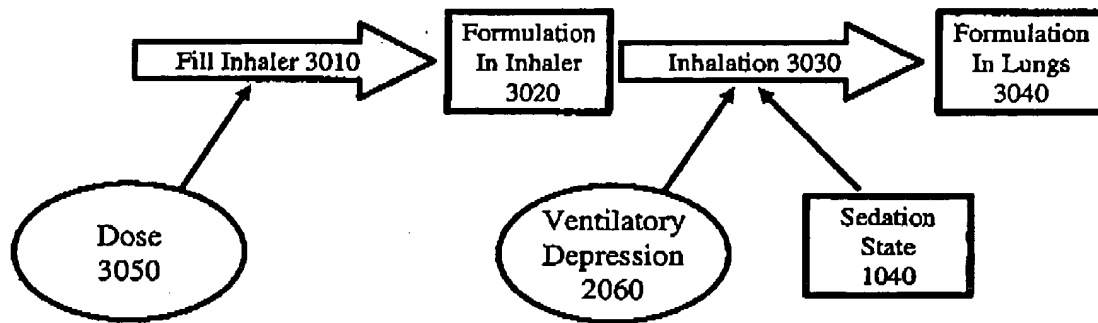 Fill Inhaler 3010
Formulation
In Inhaler
3020
Inhalation 3030
Formulation
In Lungs
3040
Dose
3050
Ventilatory
Depression
2060
Sedation
State
1040